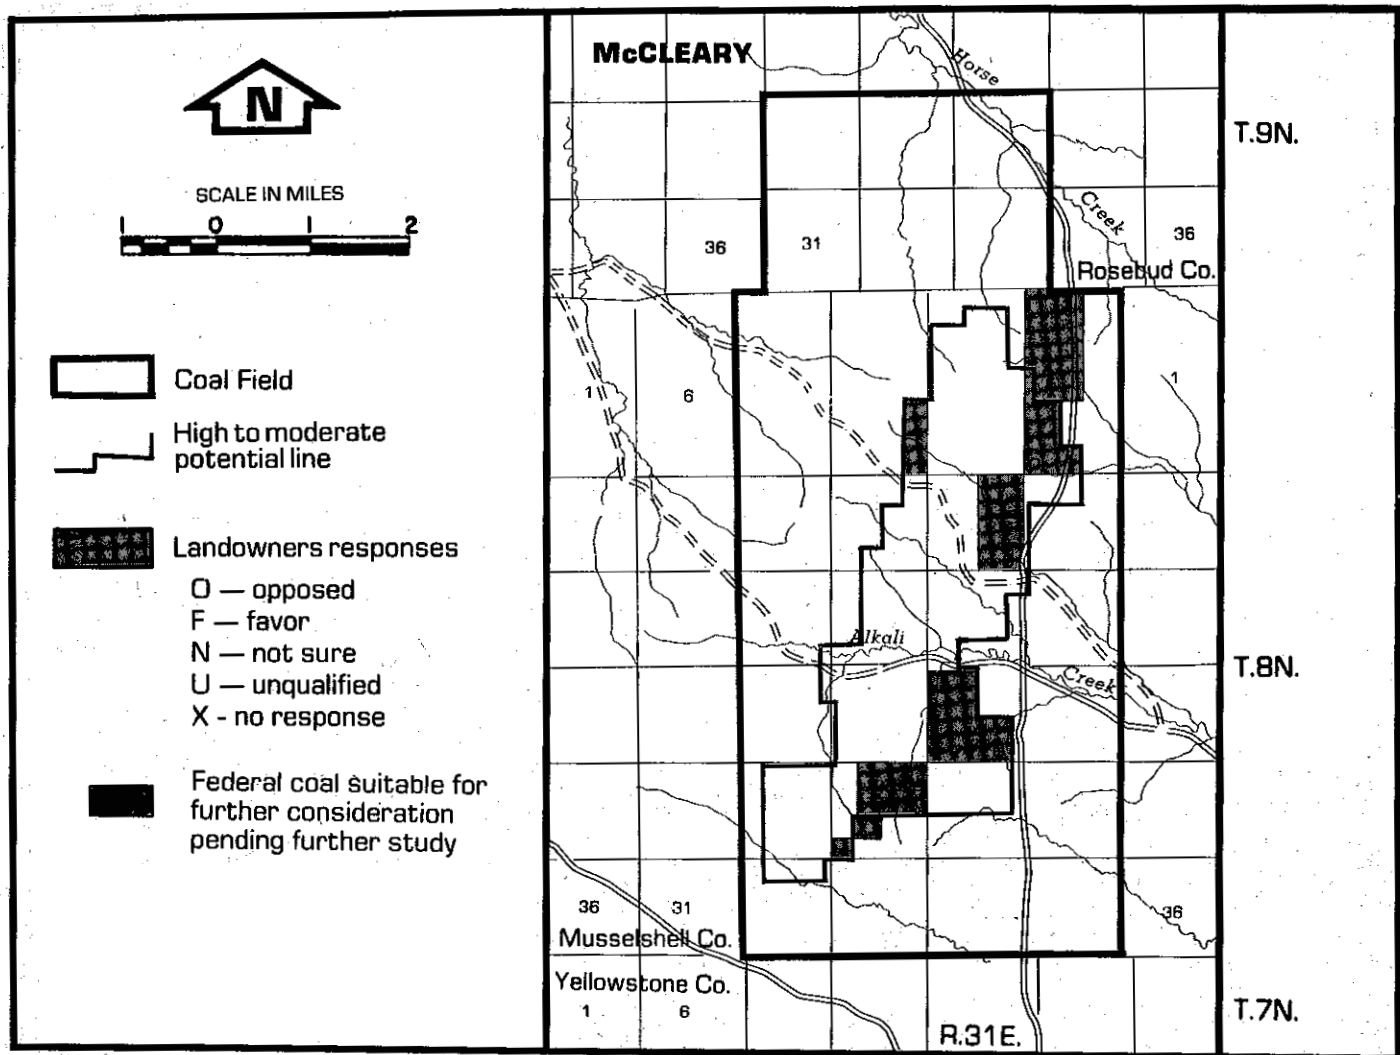 McCLEARY
N
SCALE IN MILES
1 0 1 2
Coal Field
High to moderate
potential line
Landowners responses
O — opposed
F — favor
N — not sure
U — unqualified
X - no response
Federal coal suitable for
further consideration
pending further study
Horse
Creek
T.9N.
36 31 36
Rosebud Co.
1 6 1
Alkali
Creek
T.8N.
36 31 36
Musselshell Co.
Yellowstone Co.
1 6
R.31E.
T.7N.